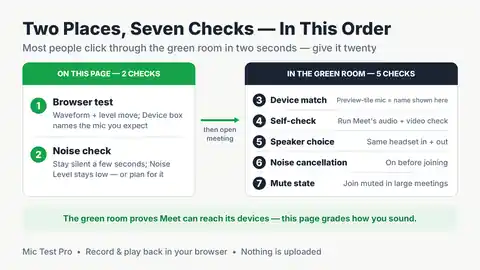 Two Places, Seven Checks — In This Order
Most people click through the green room in two seconds — give it twenty
ON THIS PAGE — 2 CHECKS
1 Browser test
Waveform + level move; Device box
names the mic you expect
2 Noise check
Stay silent a few seconds; Noise
Level stays low — or plan for it
then open
meeting
IN THE GREEN ROOM — 5 CHECKS
3 Device match Preview-tile mic = name shown here
4 Self-check Run Meet's audio + video check
5 Speaker choice Same headset in + out
6 Noise cancellation On before joining
7 Mute state Join muted in large meetings
The green room proves Meet can reach its devices — this page grades how you sound.
Mic Test Pro • Record & play back in your browser • Nothing is uploaded